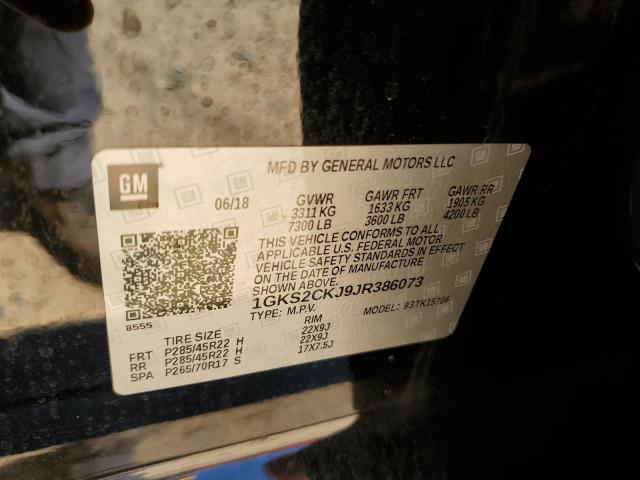 MFD BY GENERAL MOTORS LLC
GM
06/18 GVWR GAWR FRT GAWR RR
3311 KG 1633 KG 1905 KG
7300 LB 3600 LB 4200 LB
THIS VEHICLE CONFORMS TO ALL
APPLICABLE U.S. FEDERAL MOTOR
VEHICLE SAFETY STANDARDS IN EFFECT
ON THE DATE OF MANUFACTURE
SHOWN ABOVE.
1GKS2CKJ9JR386073
8555 TYPE: M.P.V. MODEL: 93TK15706
TIRE SIZE RIM
FRT P285/45R22 H 22X9J
RR P285/45R22 H 22X9J
SPA P265/70R17 S 17X7.5J